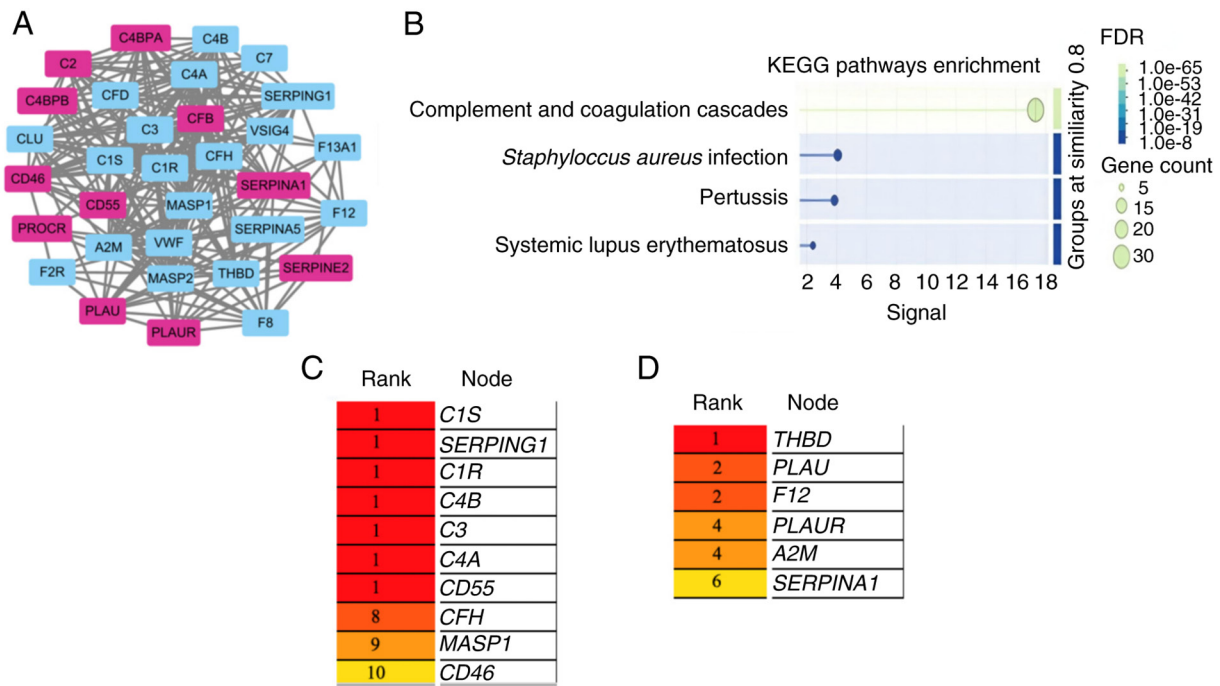 A
C4BPA
C4B
C2
C7
C4A
C4BPB
CFD
SERPING1
CFB
C3
VSIG4
CLU
F13A1
C1S
C1R
CFH
CD46
SERPINA1
CD55
MASP1
F12
PROCR
SERPINA5
A2M
VWF
F2R
MASP2
THBD
SERPINE2
PLAU
PLAUR
F8
B
KEGG pathways enrichment
Complement and coagulation cascades
Staphyloccus aureus infection
Pertussis
Systemic lupus erythematosus
2 4 6 8 10 12 14 16 18
Signal
Groups at similiarity 0.8
FDR
1.0e-65
1.0e-53
1.0e-42
1.0e-31
1.0e-19
1.0e-8
Gene count
5
15
20
30
C
Rank Node
1 C1S
1 SERPING1
1 C1R
1 C4B
1 C3
1 C4A
1 CD55
8 CFH
9 MASP1
10 CD46
D
Rank Node
1 THBD
2 PLAU
2 F12
4 PLAUR
4 A2M
6 SERPINA1